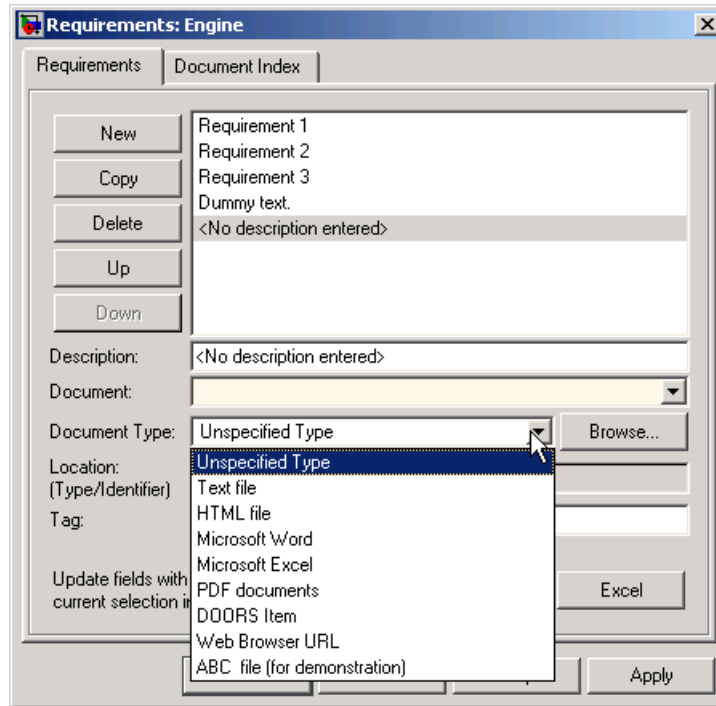 Requirements: Engine
Requirements Document Index
New
Copy
Delete
Up
Down
Requirement 1
Requirement 2
Requirement 3
Dummy text.
<No description entered>
Description: <No description entered>
Document:
Document Type: Unspecified Type Browse...
Location:
(Type/Identifier)
Tag:
Unspecified Type
Text file
HTML file
Microsoft Word
Microsoft Excel
PDF documents
DOORS Item
Web Browser URL
ABC file (for demonstration)
Update fields with
current selection
Excel
Apply